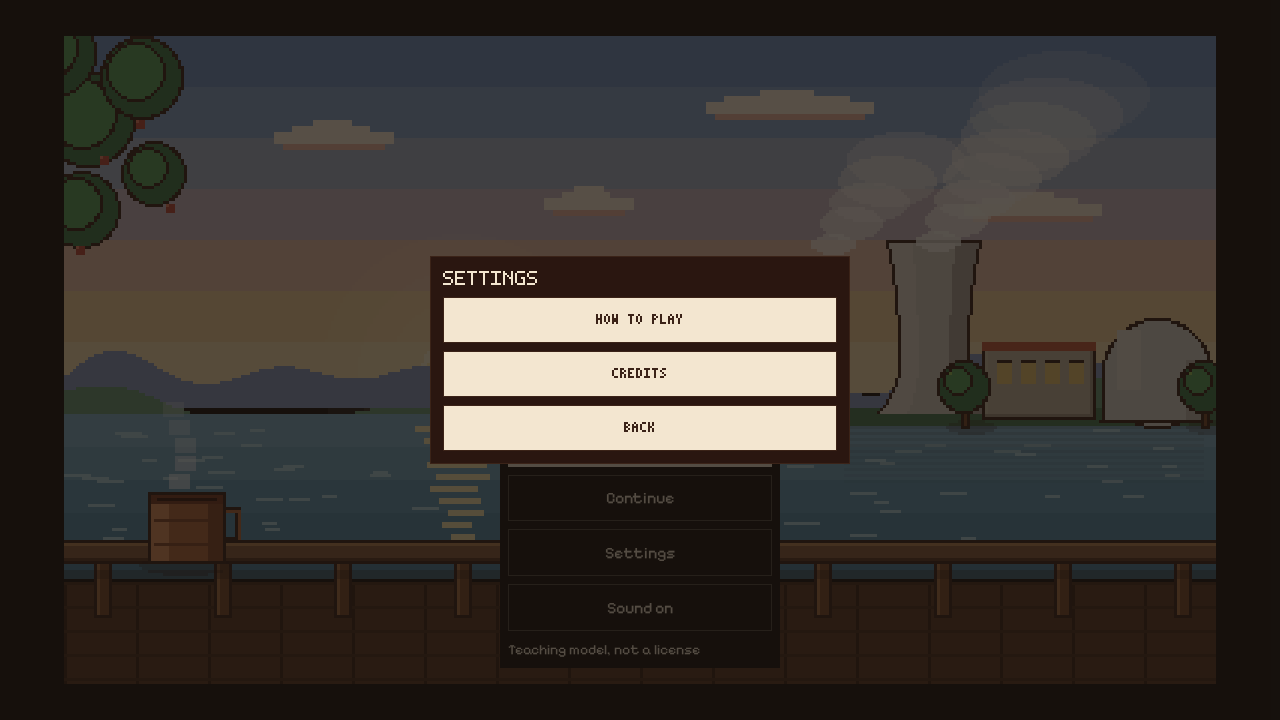 SETTINGS
HOW TO PLAY
CREDITS
BACK
Continue
Settings
Sound on
Teaching model, not a license